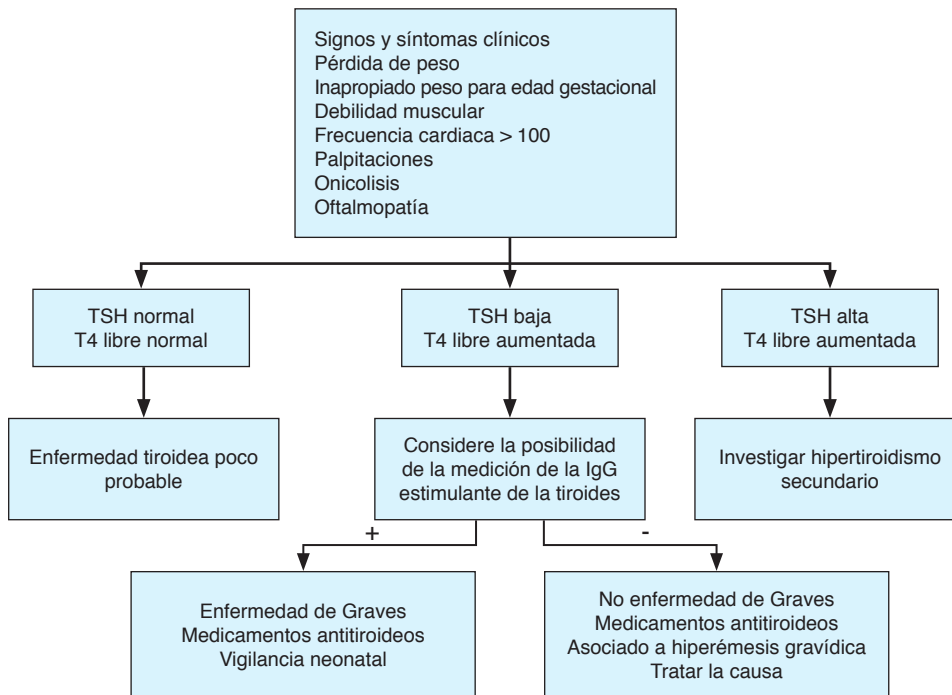 Signos y síntomas clínicos
Pérdida de peso
Inapropiado peso para edad gestacional
Debilidad muscular
Frecuencia cardiaca > 100
Palpitaciones
Onicolisis
Oftalmopatía
TSH normal
T4 libre normal
TSH baja
T4 libre aumentada
TSH alta
T4 libre aumentada
Enfermedad tiroidea poco
probable
Considere la posibilidad
de la medición de la IgG
estimulante de la tiroides
Investigar hipertiroidismo
secundario
+
-
Enfermedad de Graves
Medicamentos antitiroideos
Vigilancia neonatal
No enfermedad de Graves
Medicamentos antitiroideos
Asociado a hiperémesis gravídica
Tratar la causa